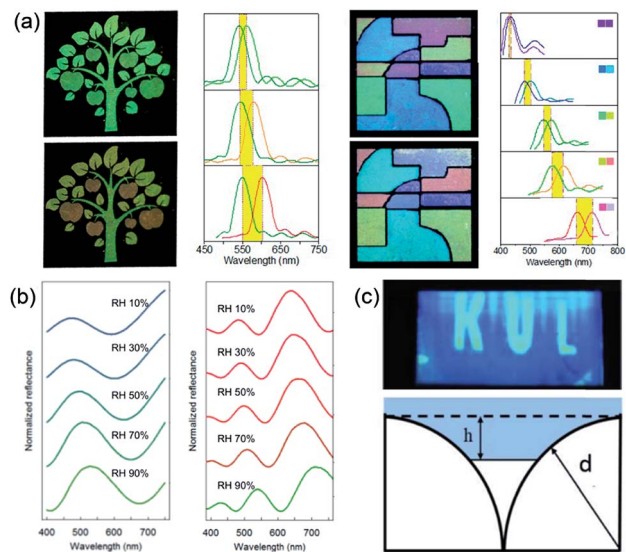 (a)
450 550 650 750
Wavelength (nm)
400 500 600 700 800
Wavelength (nm)
(b)
Normalized reflectance
RH 10%
RH 30%
RH 50%
RH 70%
RH 90%
400 500 600 700
Wavelength (nm)
Normalized reflectance
RH 10%
RH 30%
RH 50%
RH 70%
RH 90%
400 500 600 700
Wavelength (nm)
(c)
KUL
h
d